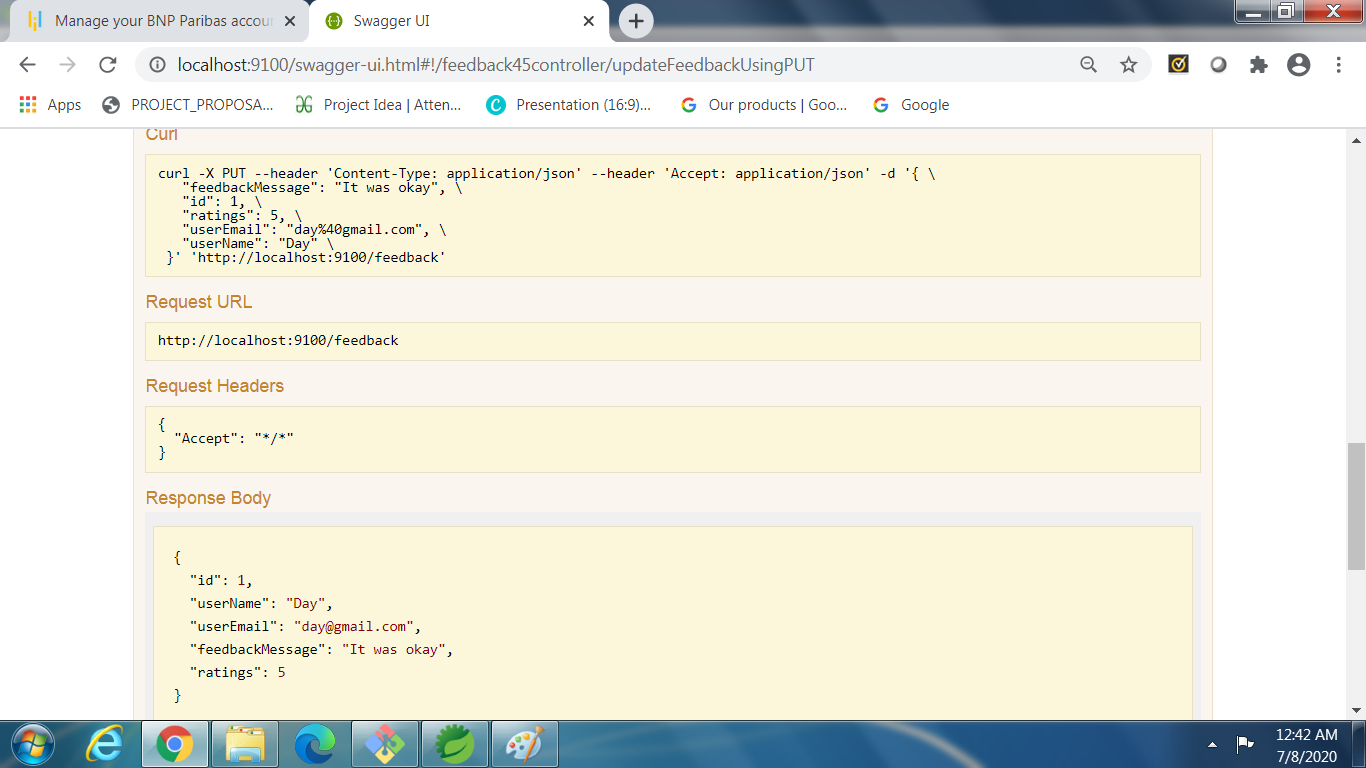 Manage your BNP Paribas accou
Swagger UI
localhost:9100/swagger-ui.html#!/feedback45controller/updateFeedbackUsingPUT
Apps PROJECT_PROPOSA... Project Idea | Atten... Presentation (16:9)... Our products | Goo... Google
Curl
curl -X PUT --header 'Content-Type: application/json' --header 'Accept: application/json' -d '{ \
"feedbackMessage": "It was okay", \
"id": 1, \
"ratings": 5, \
"userEmail": "day%40gmail.com", \
"userName": "Day" \
}' 'http://localhost:9100/feedback'
Request URL
http://localhost:9100/feedback
Request Headers
{
"Accept": "*/*"
}
Response Body
{
"id": 1,
"userName": "Day",
"userEmail": "day@gmail.com",
"feedbackMessage": "It was okay",
"ratings": 5
}
12:42 AM
7/8/2020